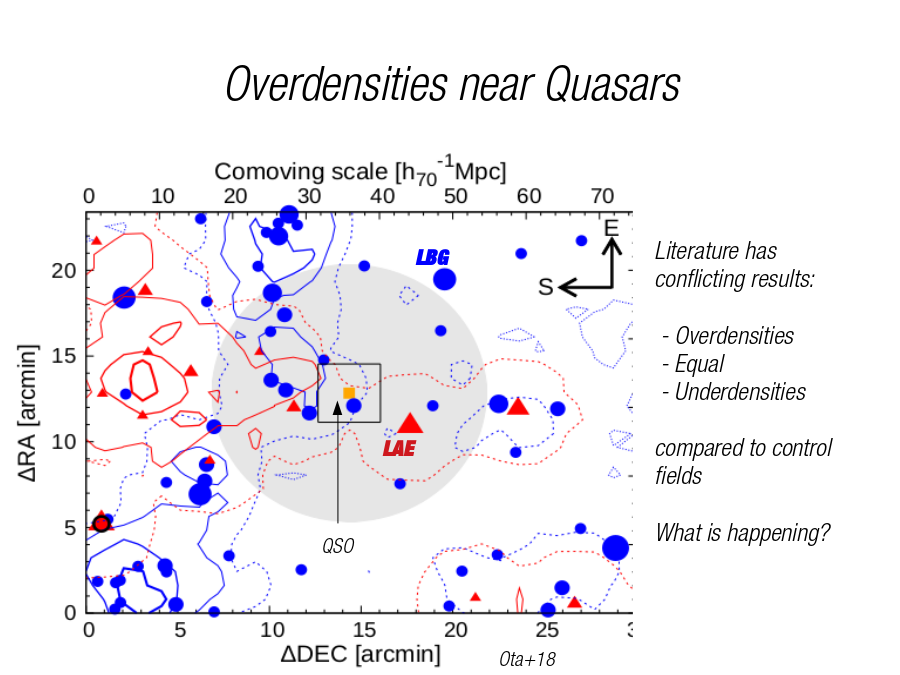 Overdensities near Quasars
Comoving scale [h70-1Mpc]
0 10 20 30 40 50 60 70
E
S
LBG
LAE
QSO
20
15
10
5
0
ΔRA [arcmin]
0 5 10 15 20 25 3
ΔDEC [arcmin]
Ota+18
Literature has
conflicting results:
- Overdensities
- Equal
- Underdensities
compared to control
fields
What is happening?